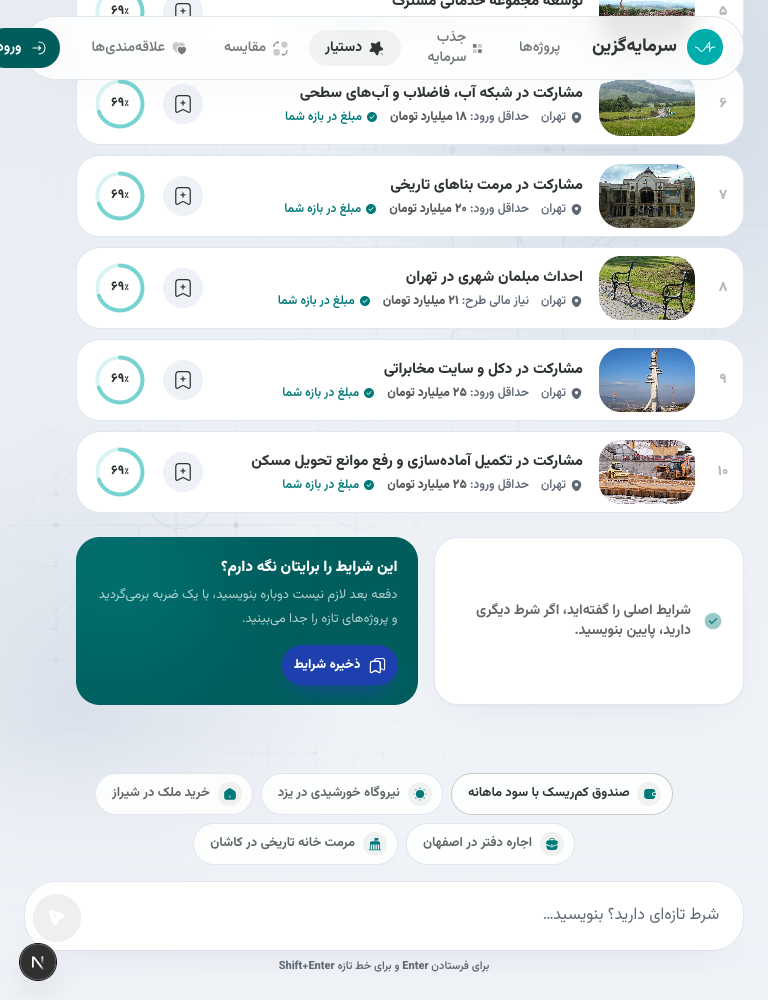 ۵
توسعه مجموعه خدماتی مشترک
۶۹٪
سرمایه‌گزین
پروژه‌ها
جذب سرمایه
دستیار
مقایسه
علاقه‌مندی‌ها
ورود
۶
مشارکت در شبکه آب، فاضلاب و آب‌های سطحی
تهران حداقل ورود: ۱۸ میلیارد تومان مبلغ در بازه شما
۶۹٪
۷
مشارکت در مرمت بناهای تاریخی
تهران حداقل ورود: ۲۰ میلیارد تومان مبلغ در بازه شما
۶۹٪
۸
احداث مبلمان شهری در تهران
تهران نیاز مالی طرح: ۲۱ میلیارد تومان مبلغ در بازه شما
۶۹٪
۹
مشارکت در دکل و سایت مخابراتی
تهران حداقل ورود: ۲۵ میلیارد تومان مبلغ در بازه شما
۶۹٪
۱۰
مشارکت در تکمیل آماده‌سازی و رفع موانع تحویل مسکن
تهران حداقل ورود: ۲۵ میلیارد تومان مبلغ در بازه شما
۶۹٪
شرایط اصلی را گفته‌اید، اگر شرط دیگری
دارید، پایین بنویسید.
این شرایط را برایتان نگه دارم؟
دفعه بعد لازم نیست دوباره بنویسید، با یک ضربه برمی‌گردید
و پروژه‌های تازه را جدا می‌بینید.
ذخیره شرایط
صندوق کم‌ریسک با سود ماهانه
نیروگاه خورشیدی در یزد
خرید ملک در شیراز
اجاره دفتر در اصفهان
مرمت خانه تاریخی در کاشان
شرط تازه‌ای دارید؟ بنویسید...
برای فرستادن Enter و برای خط تازه Shift+Enter
N